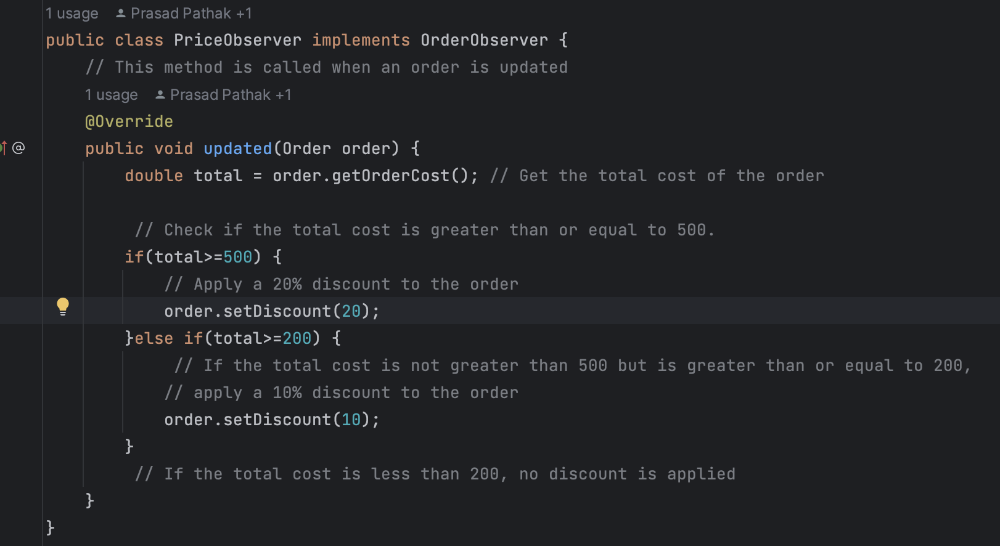 1 usage Prasad Pathak +1
public class PriceObserver implements OrderObserver {
// This method is called when an order is updated
1 usage Prasad Pathak +1
@Override
@ public void updated(Order order) {
double total = order.getOrderCost(); // Get the total cost of the order
// Check if the total cost is greater than or equal to 500.
if(total>=500) {
// Apply a 20% discount to the order
order.setDiscount(20);
}else if(total>=200) {
// If the total cost is not greater than 500 but is greater than or equal to 200,
// apply a 10% discount to the order
order.setDiscount(10);
}
// If the total cost is less than 200, no discount is applied
}
}